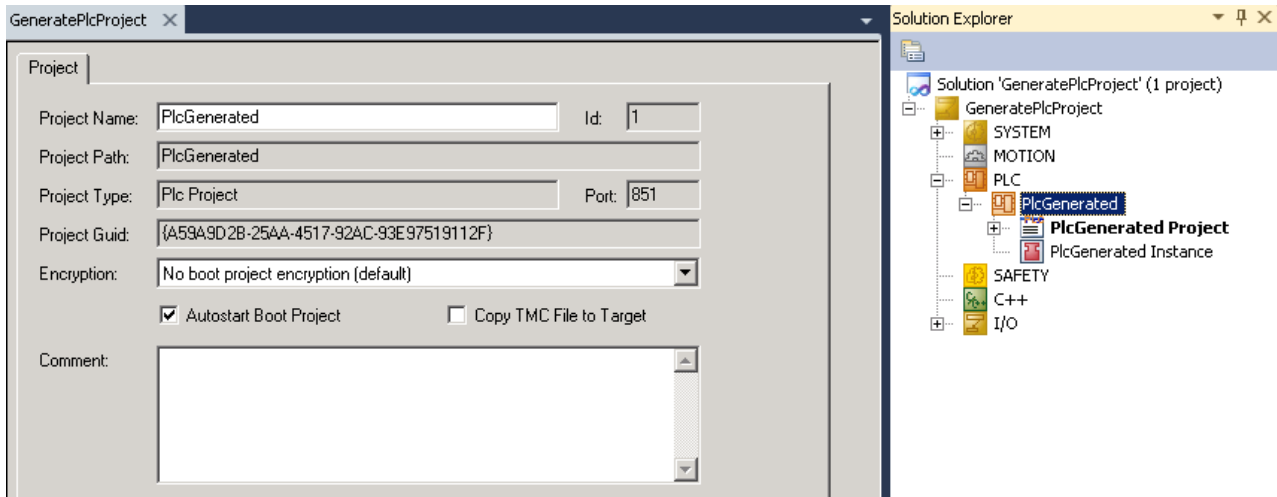 GeneratePlcProject
Project
Project Name: PlcGenerated Id: 1
Project Path: PlcGenerated
Project Type: Plc Project Port: 851
Project Guid: {A59A9D2B-25AA-4517-92AC-93E97519112F}
Encryption: No boot project encryption (default)
Autostart Boot Project Copy TMC File to Target
Comment:
Solution Explorer
Solution 'GeneratePlcProject' (1 project)
GeneratePlcProject
SYSTEM
MOTION
PLC
PlcGenerated
PlcGenerated Project
PlcGenerated Instance
SAFETY
C++
I/O